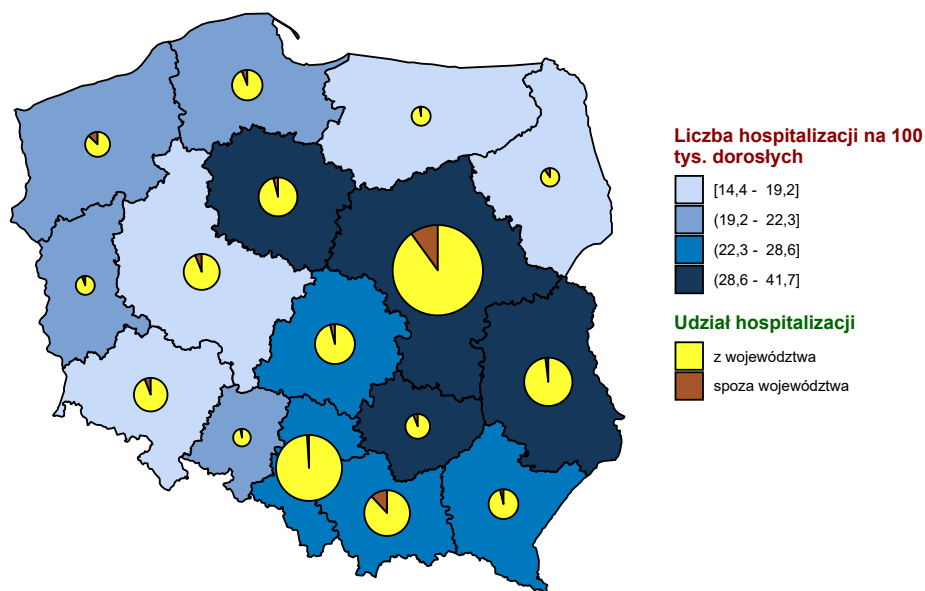 Liczba hospitalizacji na 100
tys. dorosłych
[14,4 - 19,2]
(19,2 - 22,3]
(22,3 - 28,6]
(28,6 - 41,7]
Udział hospitalizacji
z województwa
spoza województwa